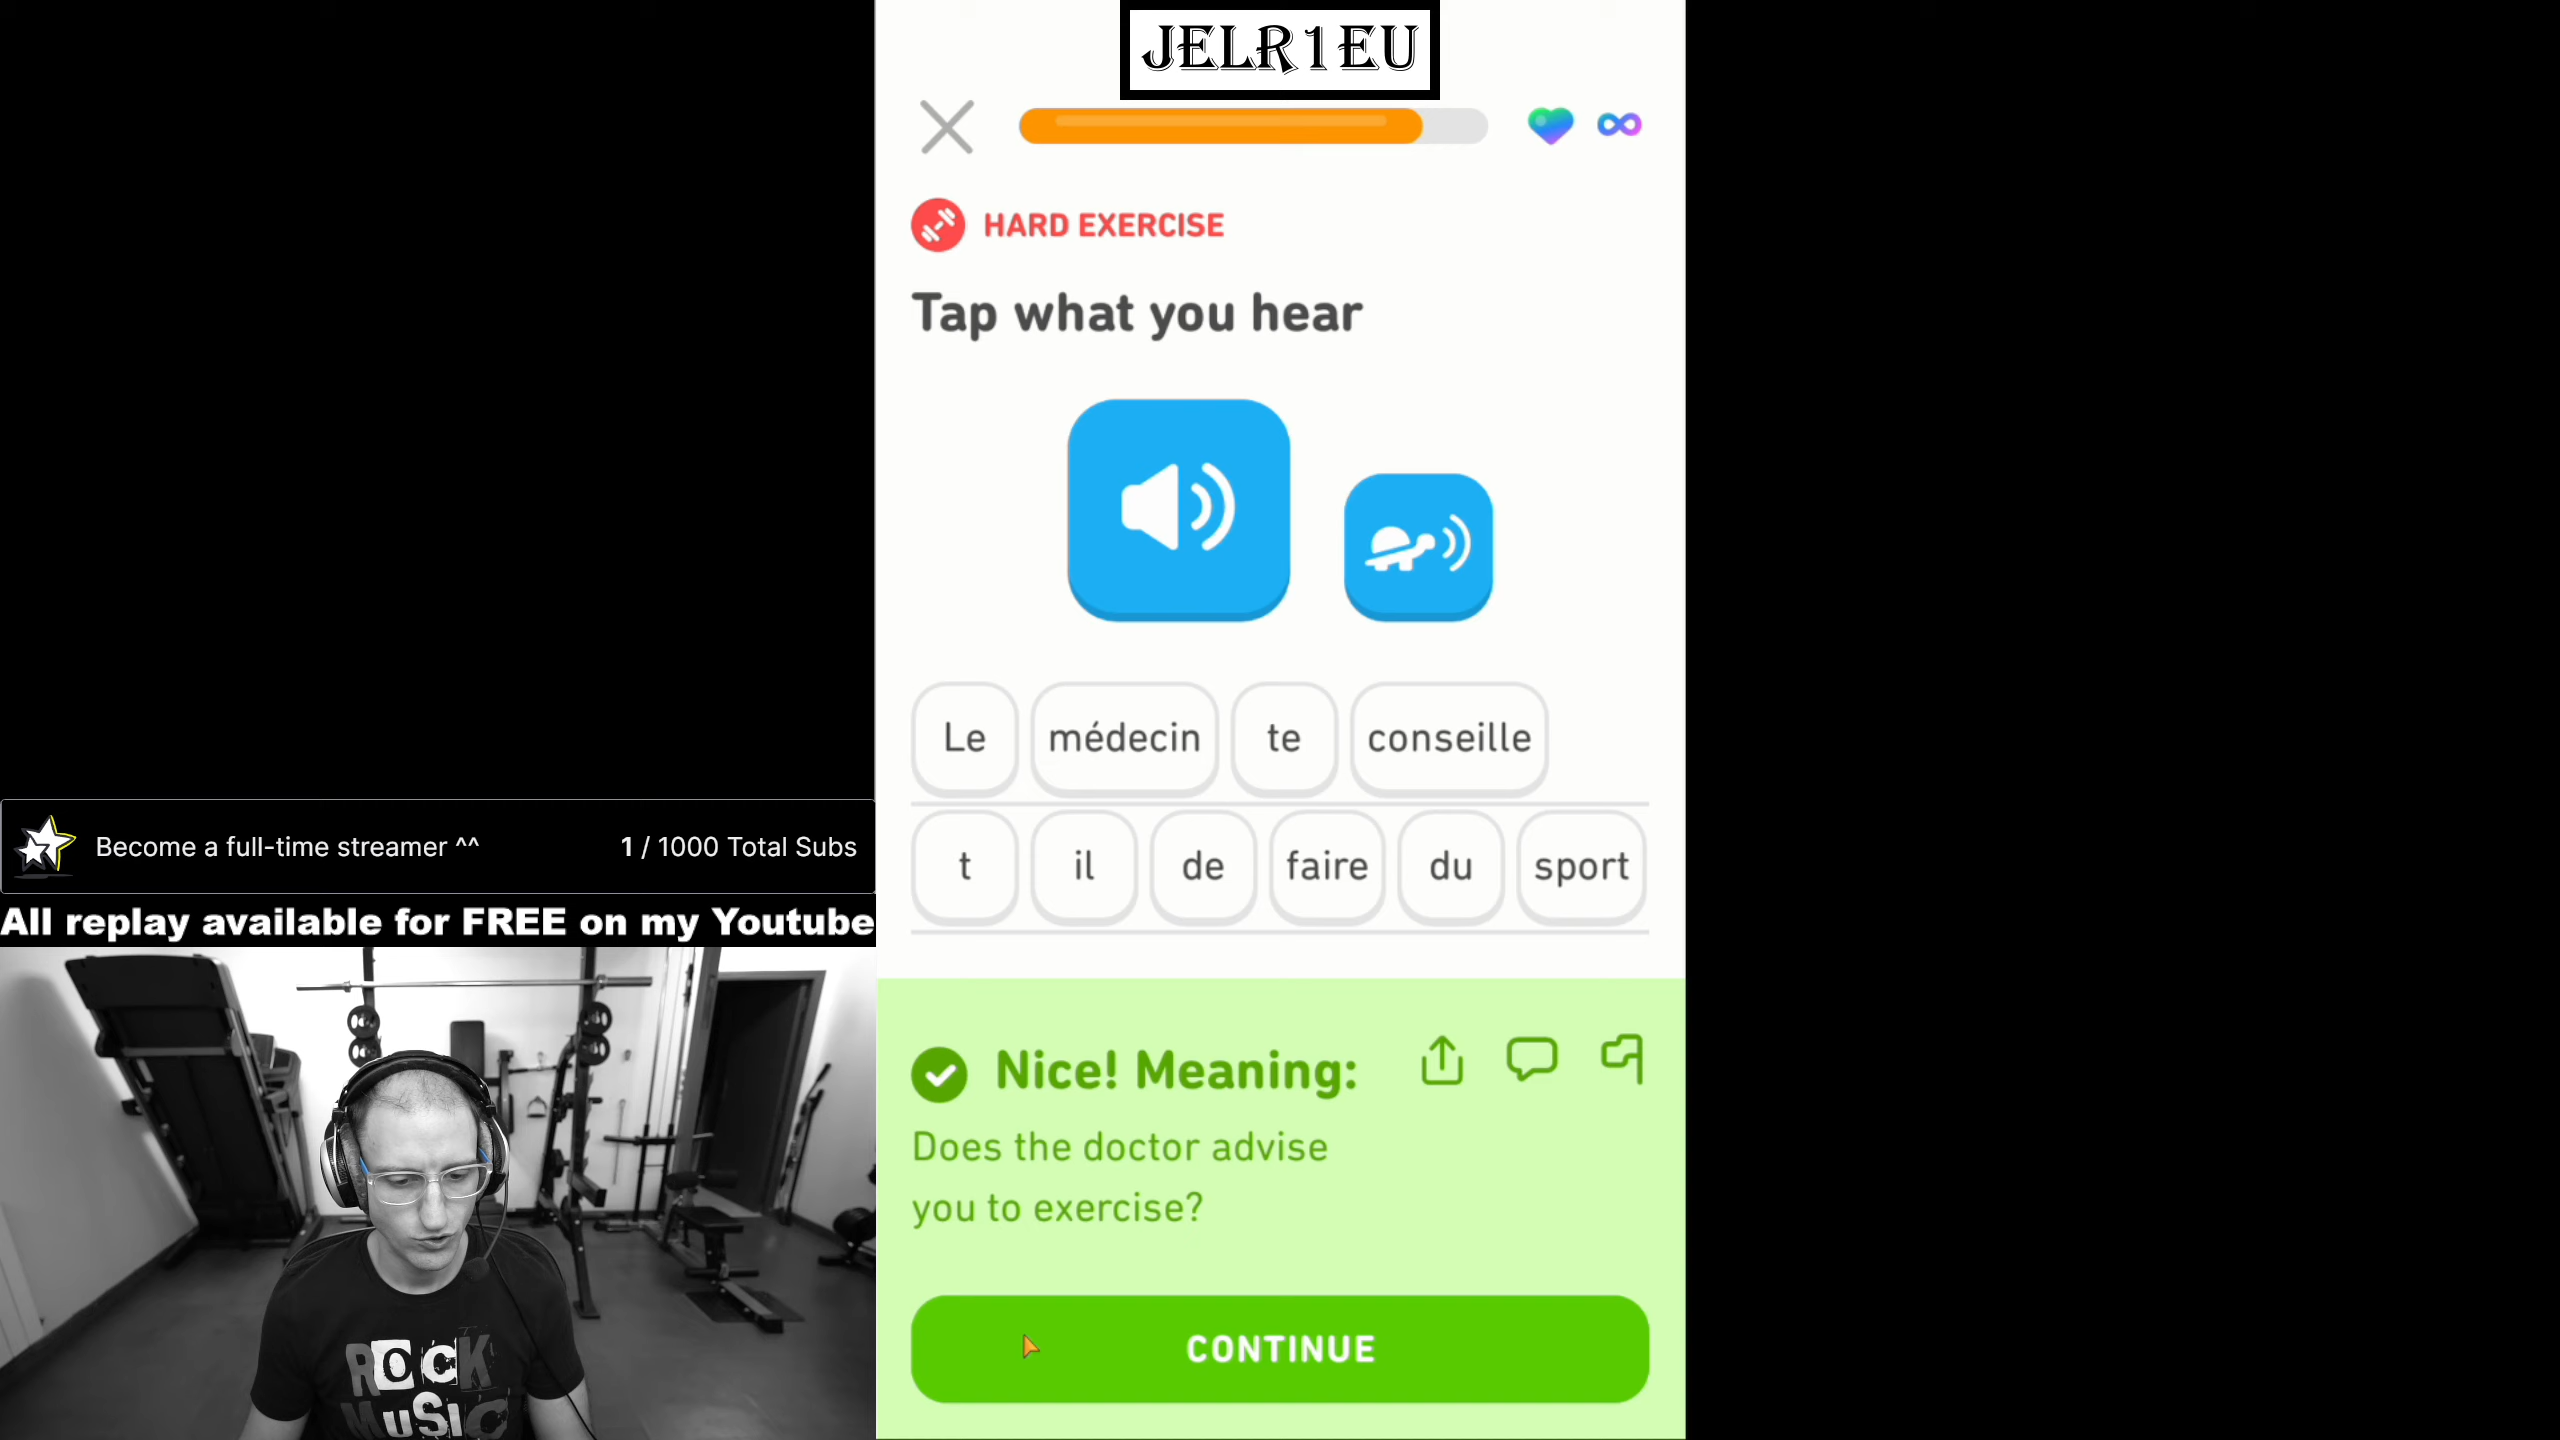 JELR1EU
HARD EXERCISE
Tap what you hear
Le médecin te conseille
t il de faire du sport
Become a full-time streamer ^^ 1 / 1000 Total Subs
All replay available for FREE on my Youtube
Nice! Meaning:
Does the doctor advise
you to exercise?
CONTINUE
ROCK
MUSIC